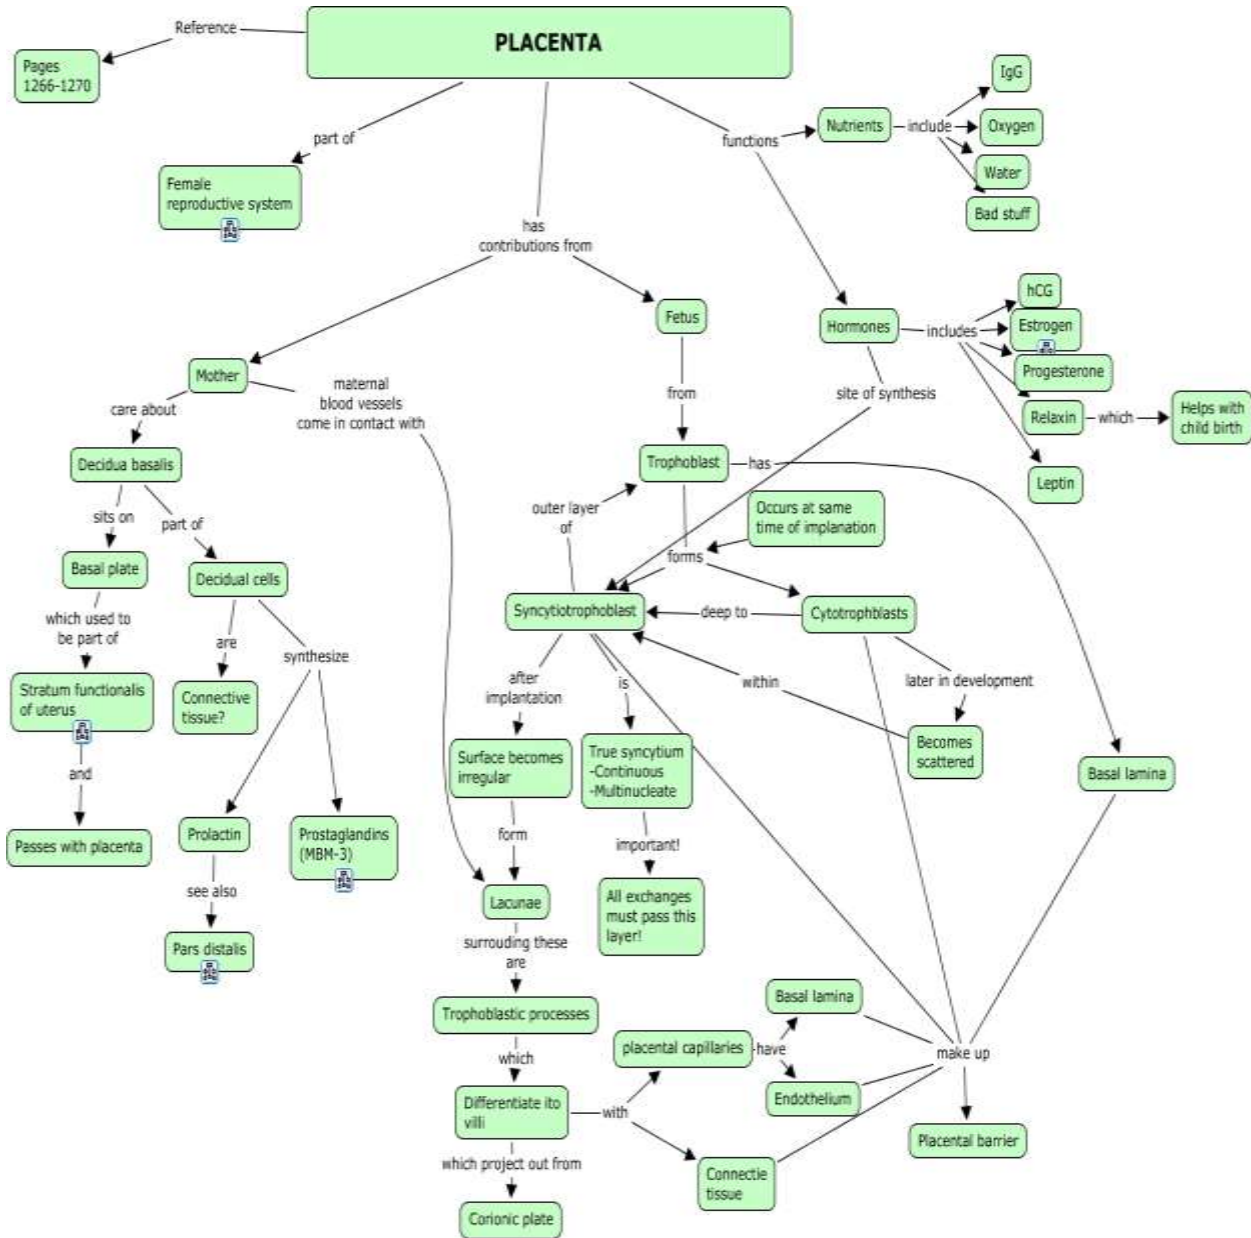 PLACENTA
Reference
Pages
1266-1270
part of
Female
reproductive system
has
contributions from
functions
Nutrients
include
IgG
Oxygen
Water
Bad stuff
Hormones
includes
hCG
Estrogen
Progesterone
Relaxin
which
Helps with
child birth
Leptin
site of synthesis
Fetus
from
Trophoblast
has
Mother
care about
maternal
blood vessels
come in contact with
Decidua basalis
sits on
part of
Basal plate
Decidual cells
which used to
be part of
are
synthesize
Stratum functionalis
of uterus
Connective
tissue?
and
Passes with placenta
Prolactin
Prostaglandins
(MBM-3)
see also
Pars distalis
outer layer
of
Occurs at same
time of implanation
forms
Syncytiotrophoblast
deep to
Cytotrophblasts
after
implantation
is
within
later in development
Surface becomes
irregular
True syncytium
-Continuous
-Multinucleate
Becomes
scattered
Basal lamina
form
important!
Lacunae
All exchanges
must pass this
layer!
surrouding these
are
Trophoblastic processes
which
Differentiate ito
villi
with
placental capillaries
have
Basal lamina
Endothelium
make up
Placental barrier
Connectie
tissue
which project out from
Corionic plate